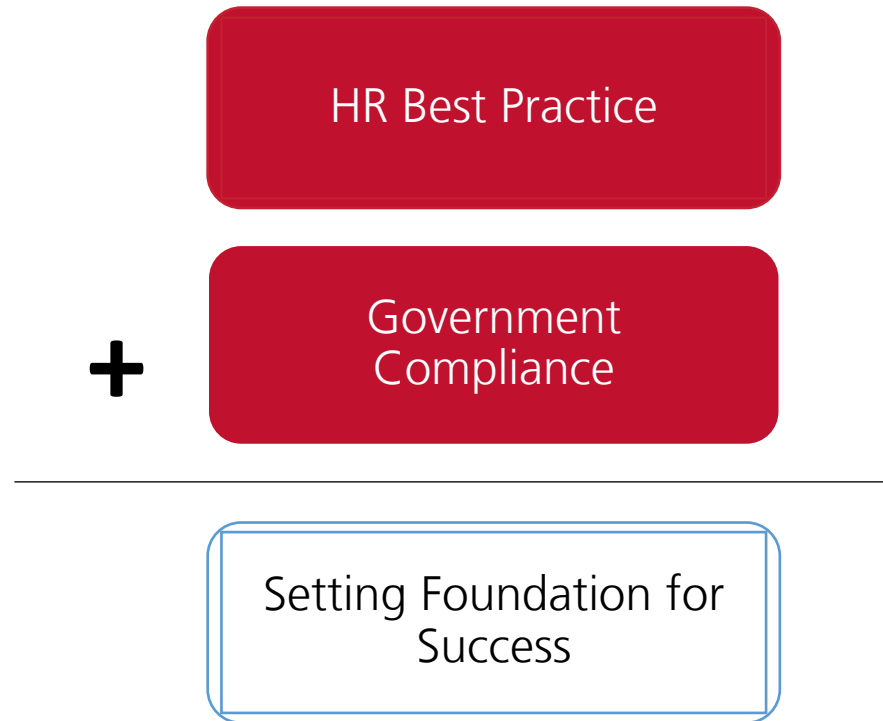 HR Best Practice
Government
Compliance
+
Setting Foundation for
Success